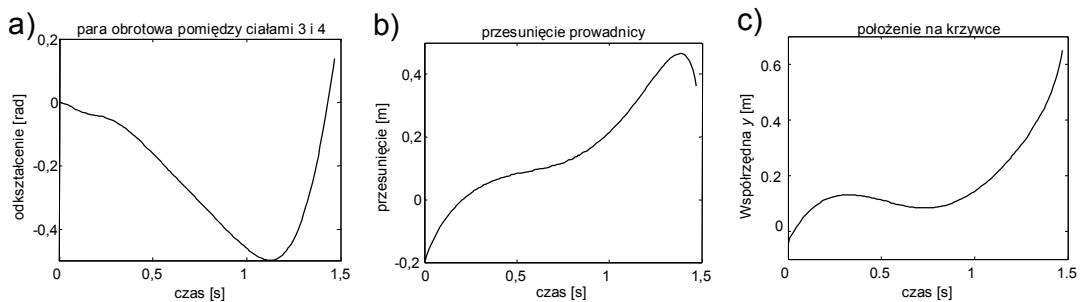 a)
para obrotowa pomiędzy ciałami 3 i 4
0,2
0
-0,2
-0,4
odkształcenie [rad]
0
0,5
1
1,5
czas [s]
b)
przesunięcie prowadnicy
0,4
0,2
0
-0,2
przesunięcie [m]
0
0,5
1
1.5
czas [s]
c)
położenie na krzywce
0.6
0.4
0.2
0
Współrzędna y [m]
0
0.5
1
1.5
czas [s]